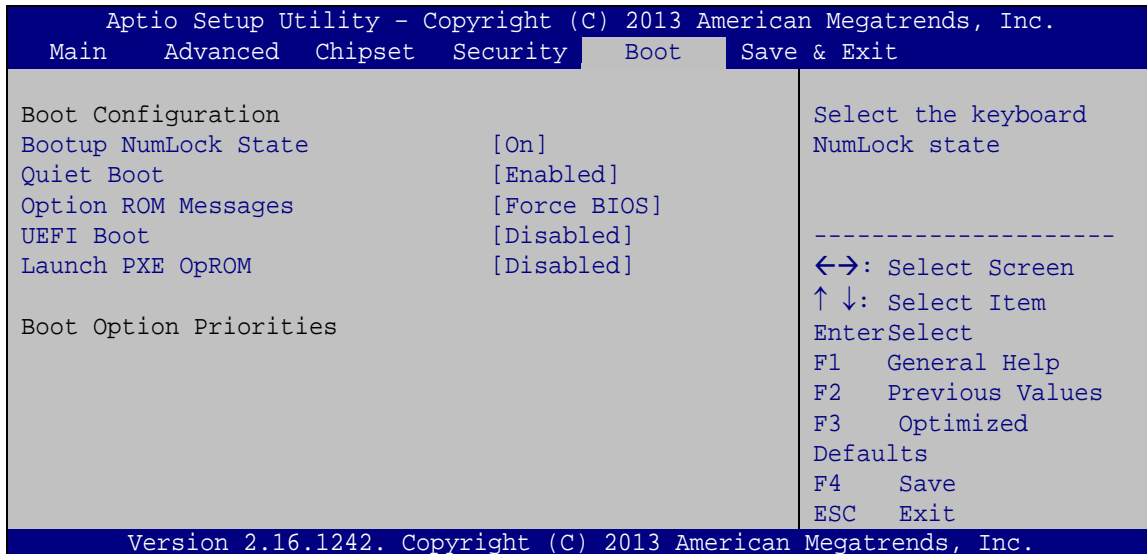 Aptio Setup Utility – Copyright (C) 2013 American Megatrends, Inc.
Main Advanced Chipset Security Boot Save & Exit
Boot Configuration
Bootup NumLock State [On]
Quiet Boot [Enabled]
Option ROM Messages [Force BIOS]
UEFI Boot [Disabled]
Launch PXE OpROM [Disabled]
Boot Option Priorities
Select the keyboard
NumLock state
---------------------
←→: Select Screen
↑ ↓: Select Item
EnterSelect
F1 General Help
F2 Previous Values
F3 Optimized
Defaults
F4 Save
ESC Exit
Version 2.16.1242. Copyright (C) 2013 American Megatrends, Inc.